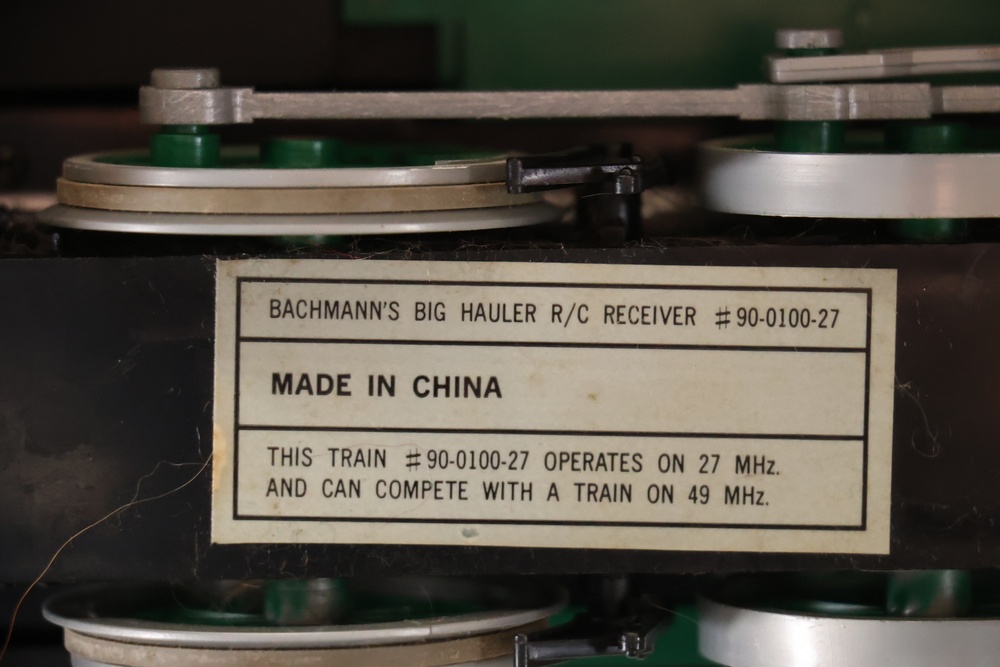 BACHMANN'S BIG HAULER R/C RECEIVER #90-0100-27
MADE IN CHINA
THIS TRAIN #90-0100-27 OPERATES ON 27 MHz.
AND CAN COMPETE WITH A TRAIN ON 49 MHz.